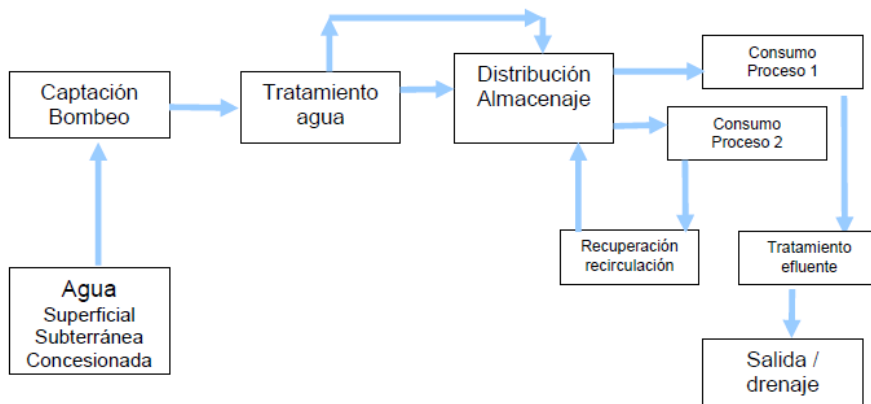 Captación
Bombeo
Tratamiento
agua
Distribución
Almacenaje
Consumo
Proceso 1
Consumo
Proceso 2
Recuperación
recirculación
Tratamiento
efluente
Agua
Superficial
Subterránea
Concesionada
Salida /
drenaje